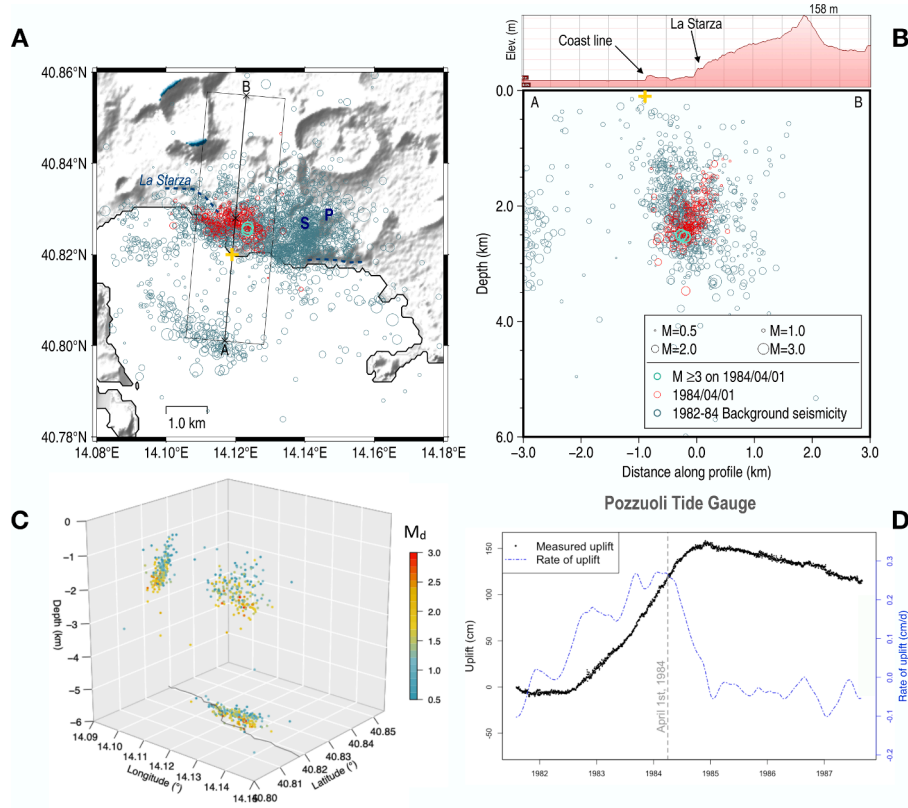 A
40.86°N
40.84°N
40.82°N
40.80°N
40.78°N
14.08°E
14.10°E
14.12°E
14.14°E
14.16°E
14.18°E
B
La Starza
S
P
A
1.0 km
B
158 m
Elev. (m)
Coast line
La Starza
A
B
0.0
2.0
4.0
6.0
Depth (km)
M=0.5
M=1.0
M=2.0
M=3.0
M ≥3 on 1984/04/01
1984/04/01
1982-84 Background seismicity
−3.0
−2.0
−1.0
0.0
1.0
2.0
3.0
Distance along profile (km)
C
0
−1
−2
−3
−4
−5
−6
Depth (km)
14.09
14.10
14.11
14.12
14.13
14.14
14.15
Longitude (°)
40.80
40.81
40.82
40.83
40.84
40.85
Latitude (°)
Md
3.0
2.5
2.0
1.5
1.0
0.5
Pozzuoli Tide Gauge
D
Measured uplift
Rate of uplift
150
100
50
0
-50
Uplift (cm)
April 1st, 1984
0.3
0.2
0.1
0.0
-0.1
-0.2
Rate of uplift (cm/d)
1982
1983
1984
1985
1986
1987